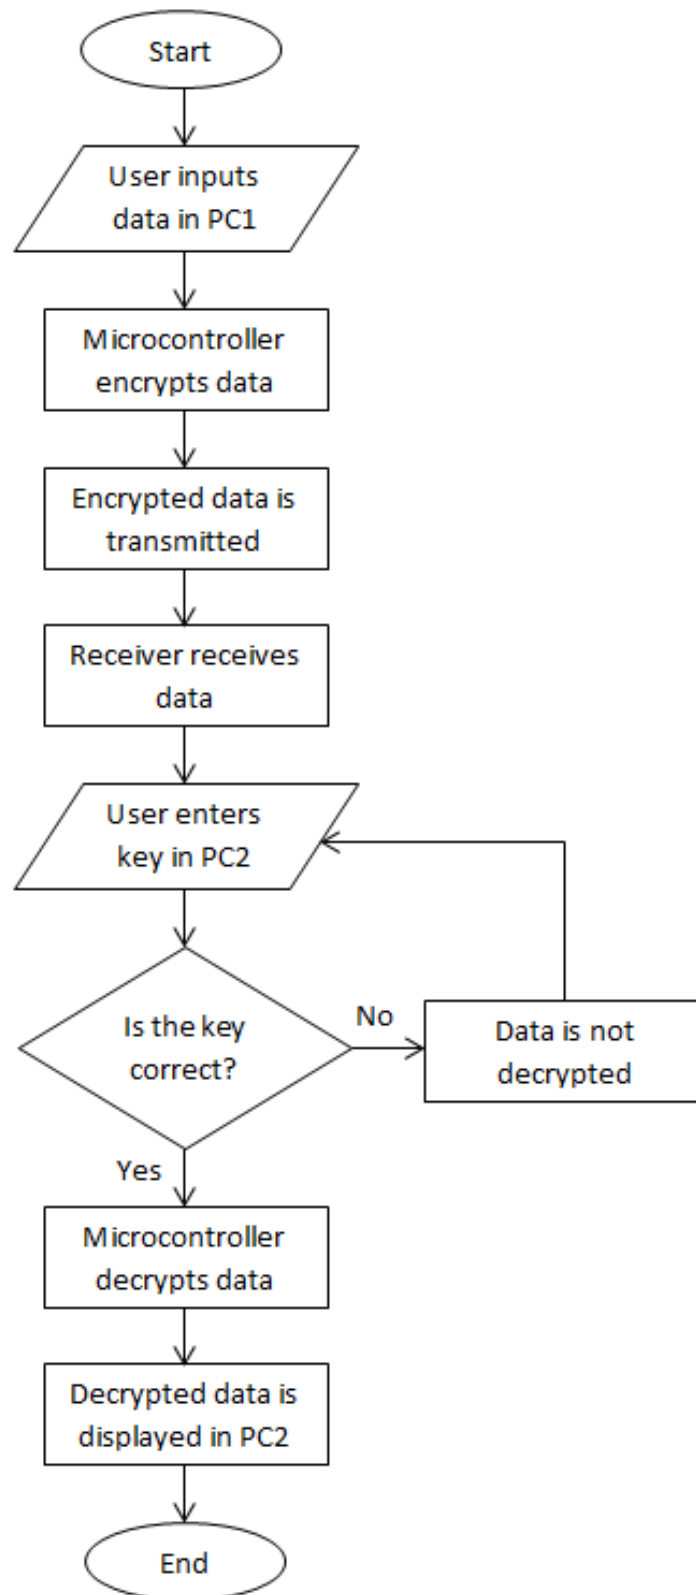 Start
User inputs
data in PC1
Microcontroller
encrypts data
Encrypted data is
transmitted
Receiver receives
data
User enters
key in PC2
Is the key
correct?
No
Data is not
decrypted
Yes
Microcontroller
decrypts data
Decrypted data is
displayed in PC2
End